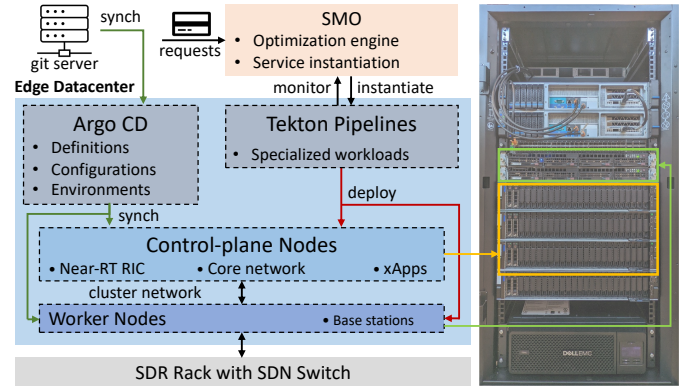 synch
git server
requests
SMO
• Optimization engine
• Service instantiation
monitor
instantiate
Edge Datacenter
Argo CD
• Definitions
• Configurations
• Environments
Tekton Pipelines
• Specialized workloads
synch
deploy
Control-plane Nodes
• Near-RT RIC • Core network • xApps
cluster network
Worker Nodes • Base stations
SDR Rack with SDN Switch
DELLEMC